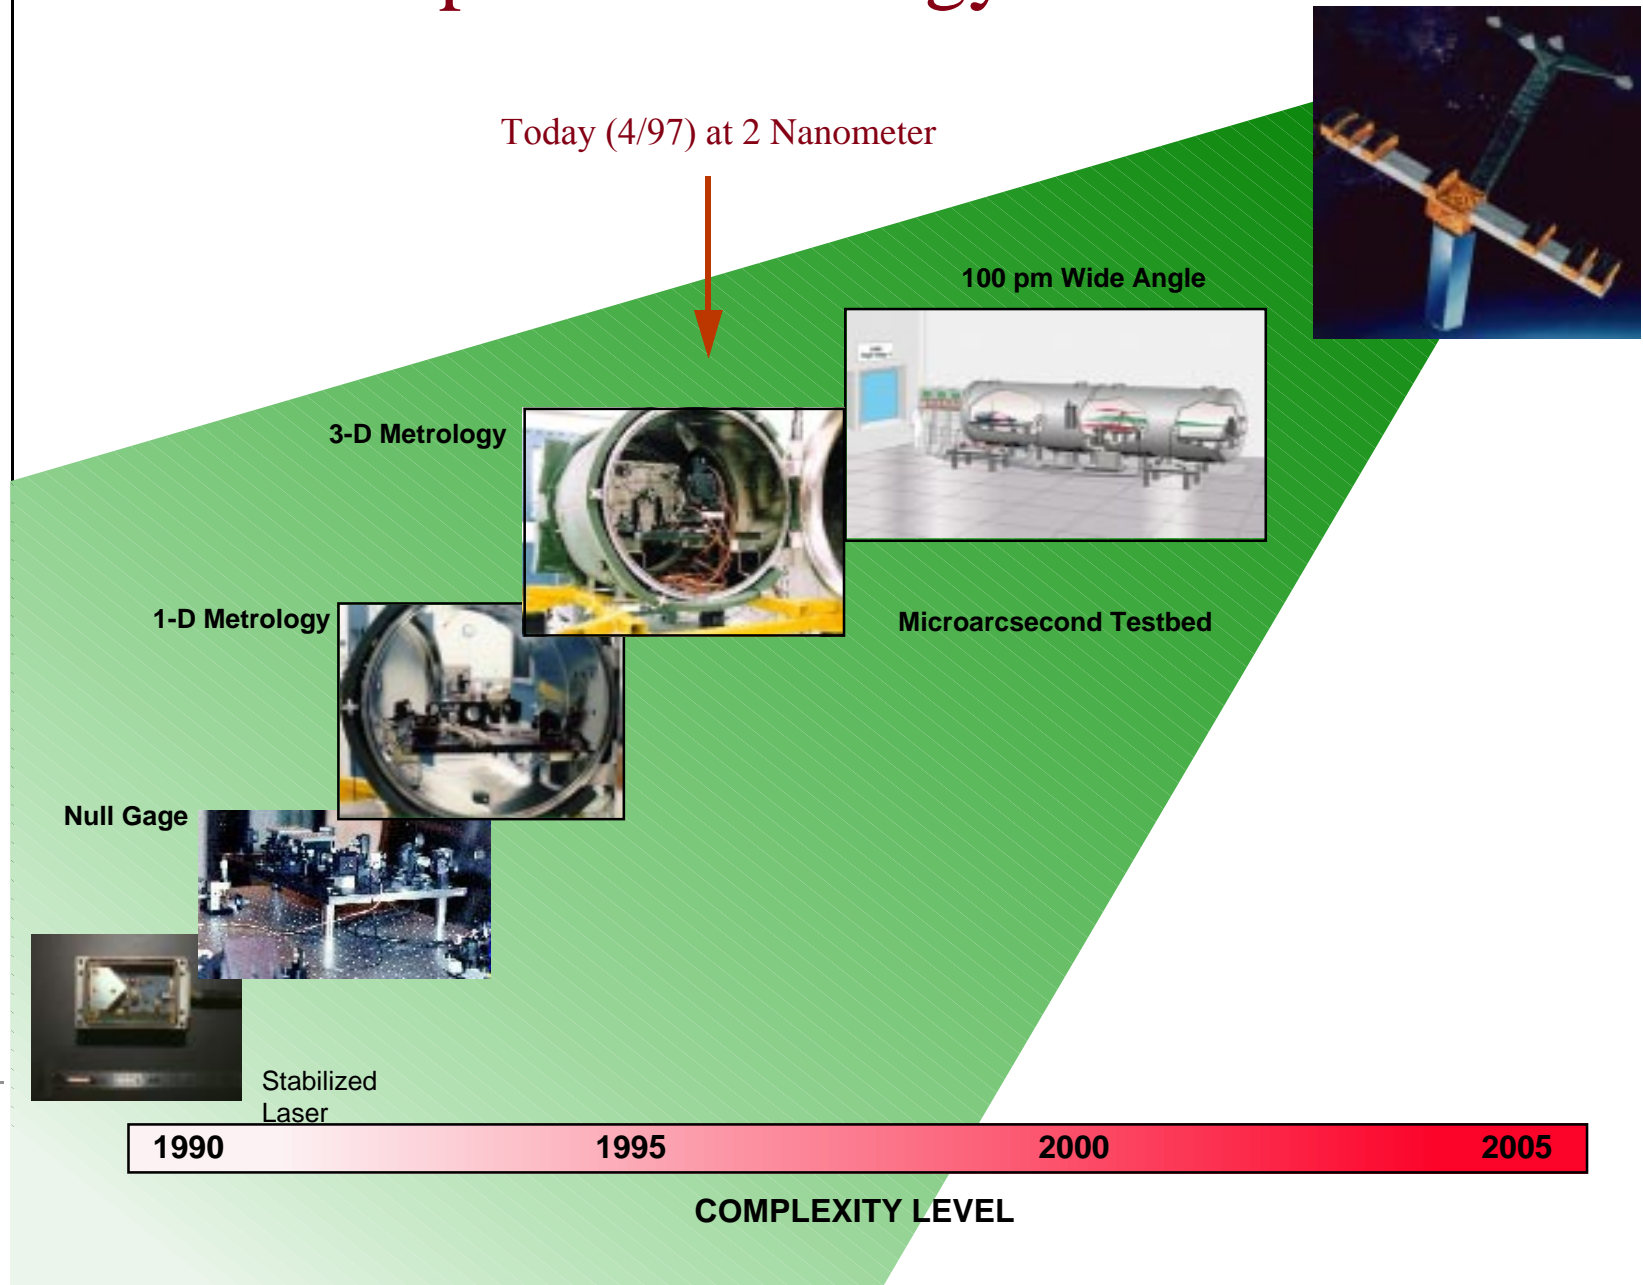 Today (4/97) at 2 Nanometer
100 pm Wide Angle
3-D Metrology
1-D Metrology
Microarcsecond Testbed
Null Gage
Stabilized
Laser
1990 1995 2000 2005
COMPLEXITY LEVEL